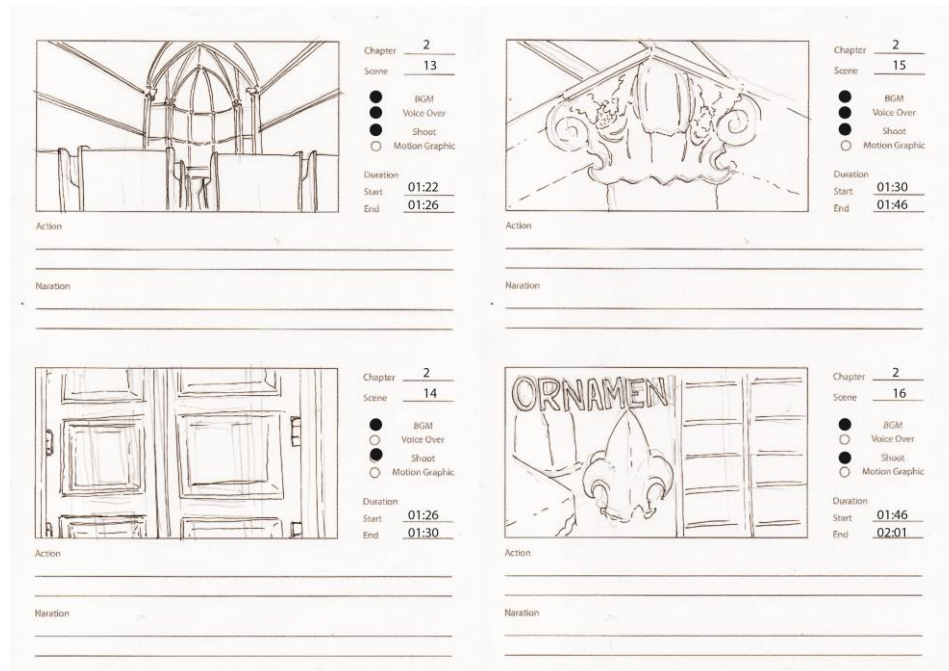 Chapter 2
Scene 13
BGM
Voice Over
Shoot
Motion Graphic
Duration
Start 01:22
End 01:26
Action
Naration
Chapter 2
Scene 15
BGM
Voice Over
Shoot
Motion Graphic
Duration
Start 01:30
End 01:46
Action
Naration
Chapter 2
Scene 14
BGM
Voice Over
Shoot
Motion Graphic
Duration
Start 01:26
End 01:30
Action
Naration
ORNAMEN
Chapter 2
Scene 16
BGM
Voice Over
Shoot
Motion Graphic
Duration
Start 01:46
End 02:01
Action
Naration